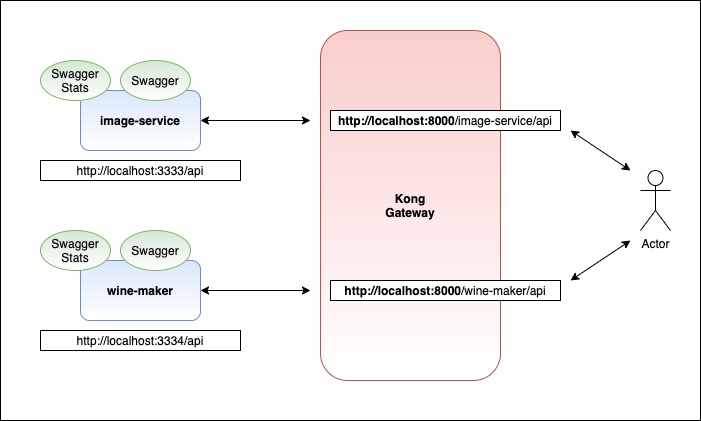 Swagger
Stats
Swagger
image-service
http://localhost:3333/api
http://localhost:8000/image-service/api
Kong
Gateway
Actor
Swagger
Stats
Swagger
wine-maker
http://localhost:3334/api
http://localhost:8000/wine-maker/api